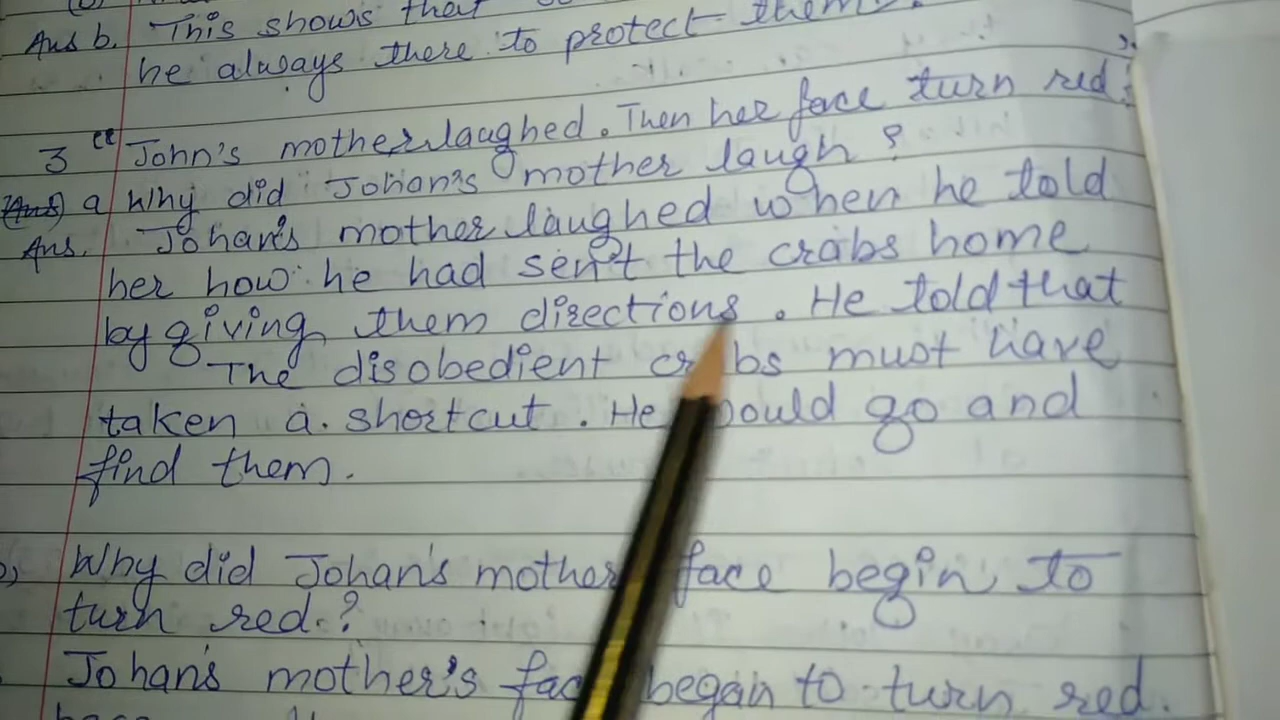 Ans b. This shows that
he always there to protect them.
3 " John's mother laughed. Then her face turn red.
(Ans) a Why did Johan's mother laugh ?
Ans. Johan's mother laughed when he told
her how he had sent the crabs home
by giving them directions. He told that
The disobedient crabs must have
taken a shortcut. He would go and
find them.
Why did Johan's mother face begin to
turn red.?
Johan's mother's face began to turn red.